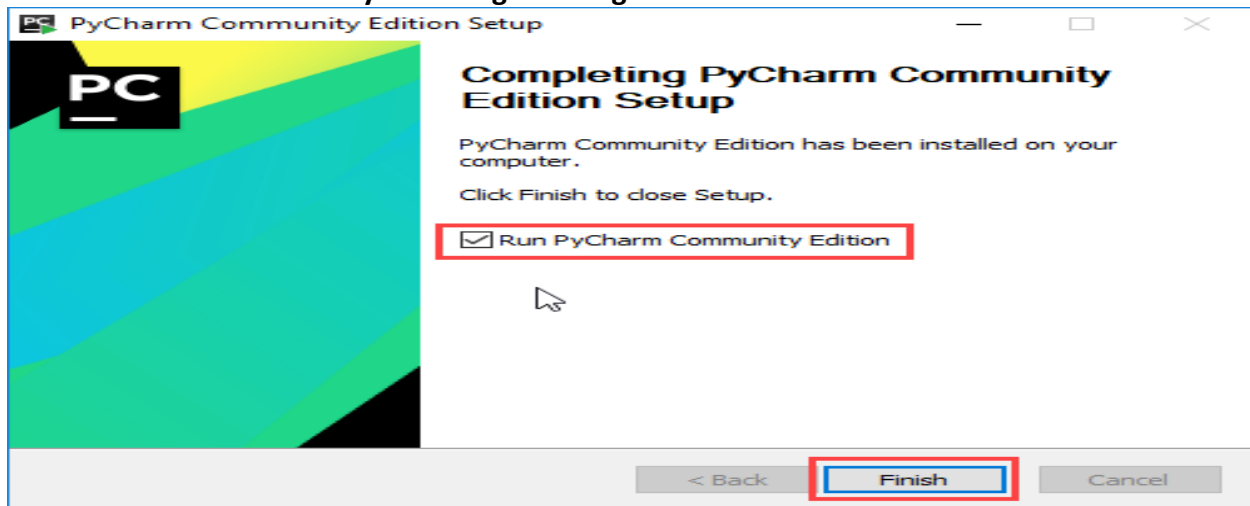 PyCharm Community Edition Setup
PC
Completing PyCharm Community
Edition Setup
PyCharm Community Edition has been installed on your
computer.
Click Finish to close Setup.
Run PyCharm Community Edition
< Back
Finish
Cancel